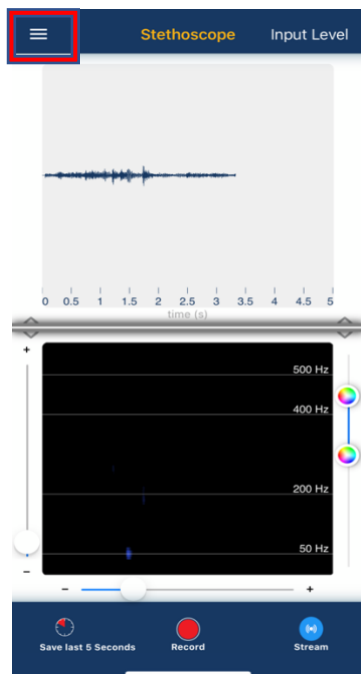 Stethoscope Input Level
0 0.5 1 1.5 2 2.5 3 3.5 4 4.5 5
time (s)
+
500 Hz
400 Hz
200 Hz
50 Hz
-
- +
Save last 5 Seconds Record Stream